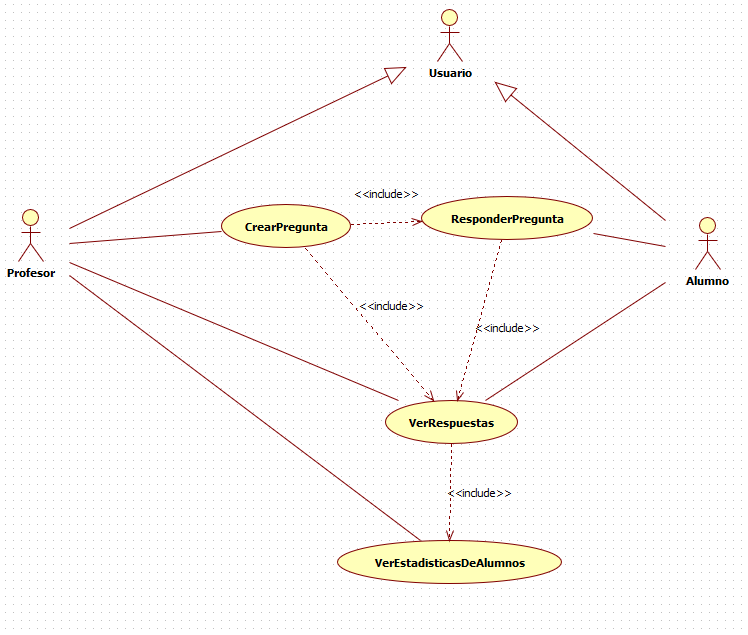 Usuario
<<include>>
CrearPregunta
ResponderPregunta
Profesor
Alumno
<<include>>
<<include>>
VerRespuestas
<<include>>
VerEstadisticasDeAlumnos